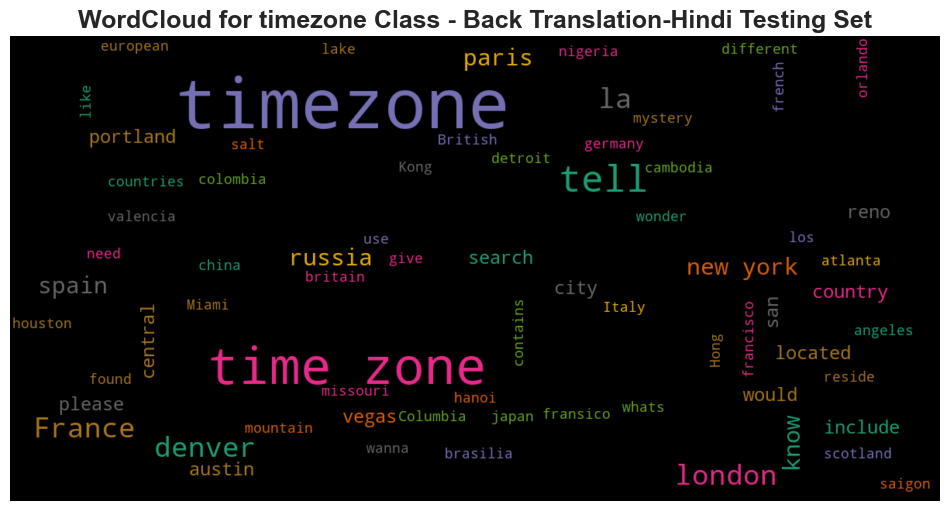 WordCloud for timezone Class - Back Translation-Hindi Testing Set
european
lake
paris
nigeria
different
french
orlando
like
timezone
la
mystery
portland
salt
British
germany
Kong
detroit
cambodia
countries
colombia
tell
valencia
wonder
reno
use
los
need
china
russia
give
search
new york
atlanta
britain
spain
city
country
Miami
Italy
san
houston
central
contains
Hong
francisco
angeles
located
time zone
found
missouri
reside
please
hanoi
would
vegas
Columbia
japan
fransico
whats
France
mountain
know
include
denver
wanna
brasilia
scotland
austin
london
saigon